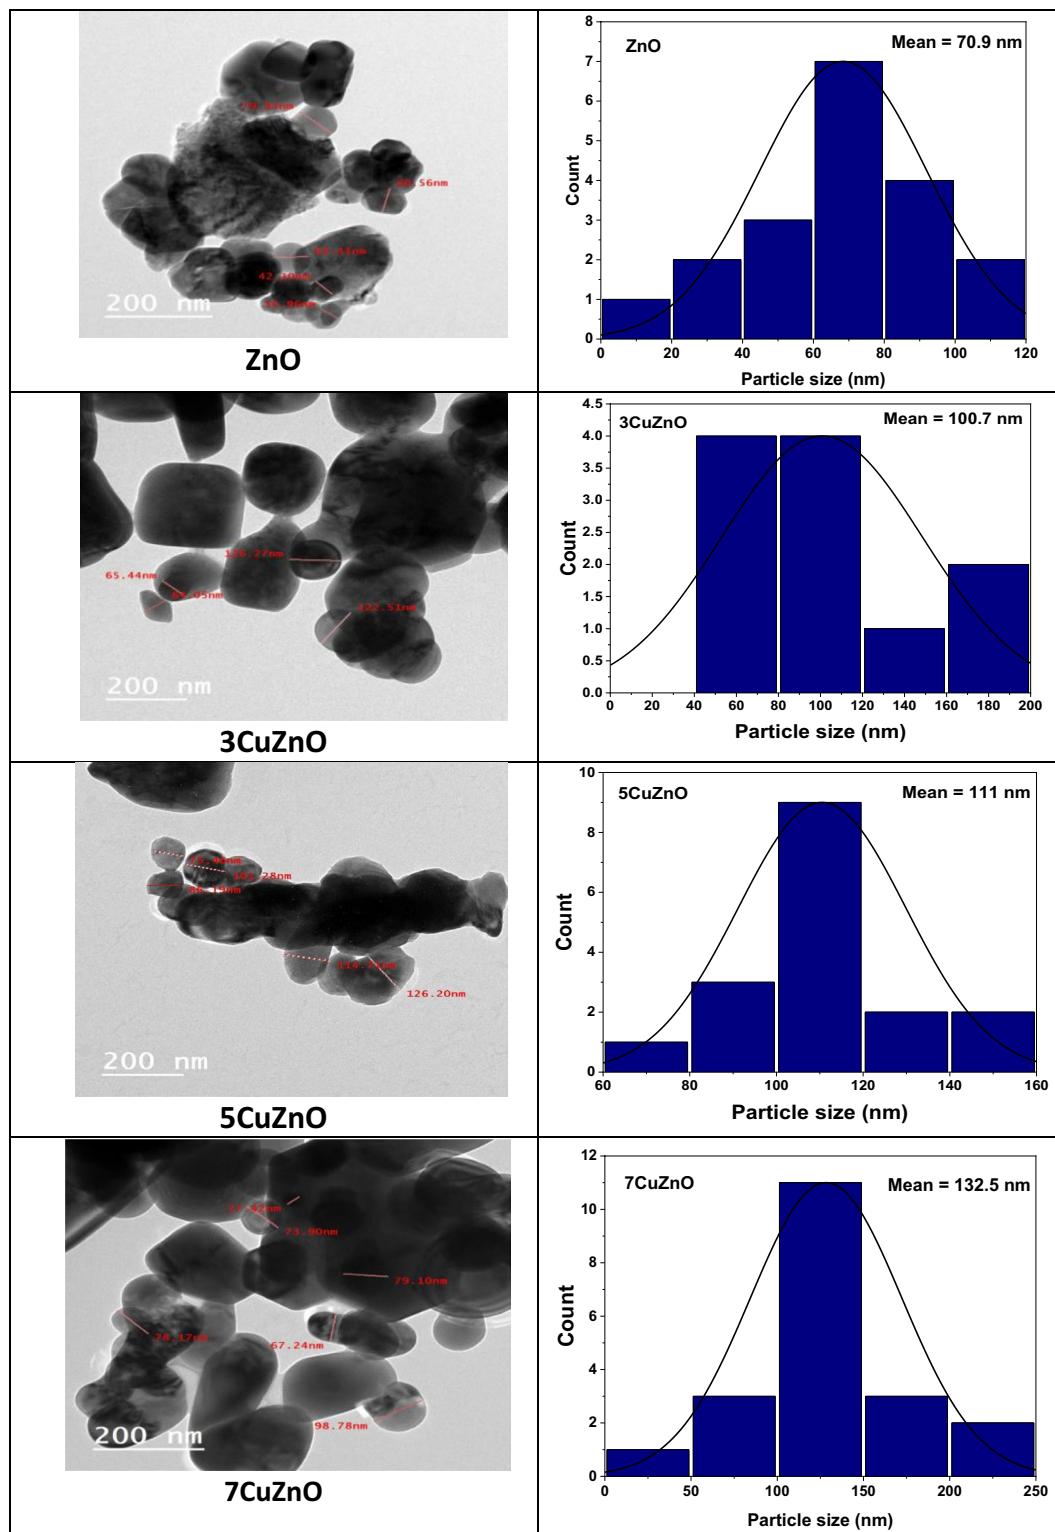 42.10nm
200 nm
ZnO
ZnO
Mean = 70.9 nm
Count
8
7
6
5
4
3
2
1
0
0 20 40 60 80 100 120
Particle size (nm)
126.27nm
65.44nm
122.51nm
200 nm
3CuZnO
3CuZnO
Mean = 100.7 nm
Count
4.5
4.0
3.5
3.0
2.5
2.0
1.5
1.0
0.5
0.0
0 20 40 60 80 100 120 140 160 180 200
Particle size (nm)
126.20nm
200 nm
5CuZnO
5CuZnO
Mean = 111 nm
Count
10
8
6
4
2
0
60 80 100 120 140 160
Particle size (nm)
73.90nm
79.10nm
78.17nm
67.24nm
98.78nm
200 nm
7CuZnO
7CuZnO
Mean = 132.5 nm
Count
12
10
8
6
4
2
0
0 50 100 150 200 250
Particle size (nm)